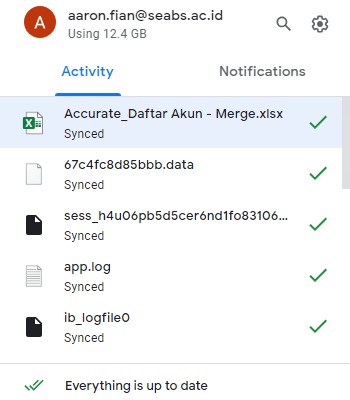 A
aaron.fian@seabs.ac.id
Using 12.4 GB
Activity
Notifications
Accurate_Daftar Akun - Merge.xlsx
Synced
67c4fc8d85bbb.data
Synced
sess_h4u06pb5d5cer6nd1fo83106...
Synced
app.log
Synced
ib_logfile0
Synced
Everything is up to date